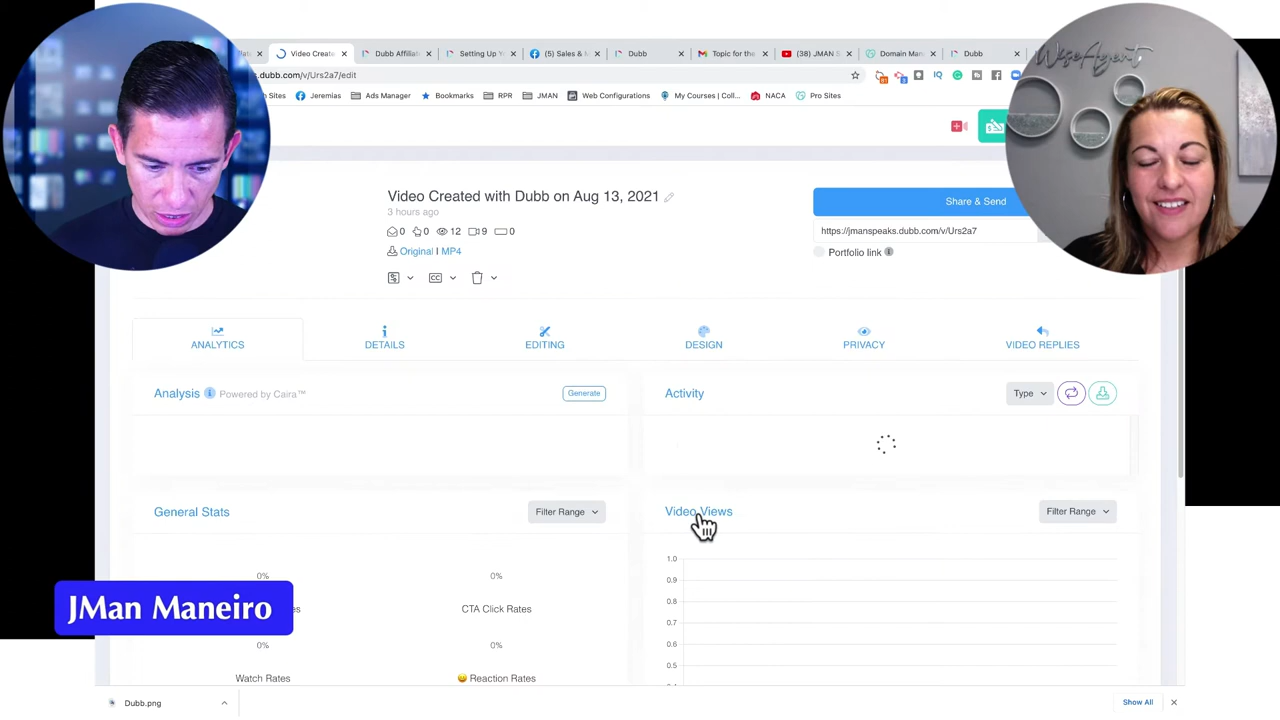 Video Create
Dubb Affiliat
Setting Up Y
(5) Sales & M
Dubb
Topic for the
(38) JMAN S
Domain Man
Dubb
s.dubb.com/v/Urs2a7/edit
h Sites
Jeremias
Ads Manager
Bookmarks
RPR
JMAN
Web Configurations
My Courses | Coll...
NACA
Pro Sites
WiseAgent
Video Created with Dubb on Aug 13, 2021
3 hours ago
0 0 12 9 0
Original | MP4
CC
Share & Send
https://jmanspeaks.dubb.com/v/Urs2a7
Portfolio link
ANALYTICS
DETAILS
EDITING
DESIGN
PRIVACY
VIDEO REPLIES
Analysis Powered by Caira™
Generate
Activity
Type
General Stats
Filter Range
Video Views
Filter Range
0%
0%
es
CTA Click Rates
0%
0%
Watch Rates
Reaction Rates
1.0
0.9
0.8
0.7
0.6
0.5
JMan Maneiro
Dubb.png
Show All